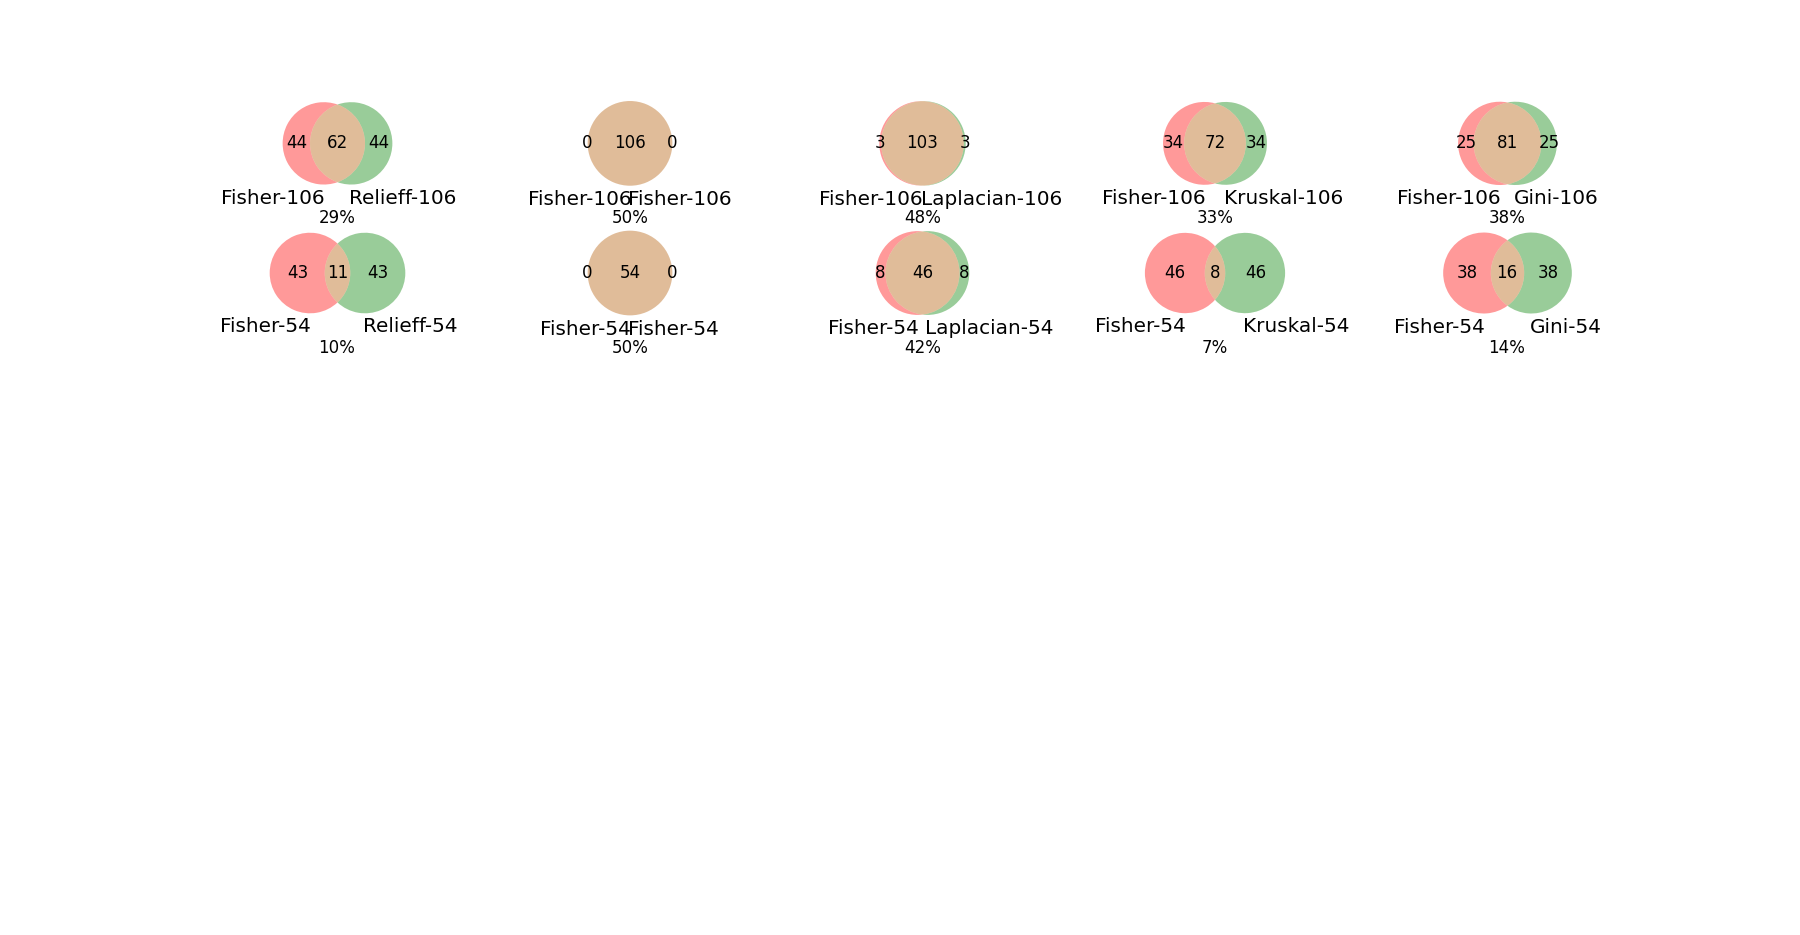 44 62 44 0 106 0 3 103 3 34 72 34 25 81 25
Fisher-106 Relieff-106 Fisher-106 Fisher-106 Fisher-106 Laplacian-106 Fisher-106 Kruskal-106 Fisher-106 Gini-106
29% 50% 48% 33% 38%
43 11 43 0 54 0 8 46 8 46 8 46 38 16 38
Fisher-54 Relieff-54 Fisher-54 Fisher-54 Fisher-54 Laplacian-54 Fisher-54 Kruskal-54 Fisher-54 Gini-54
10% 50% 42% 7% 14%